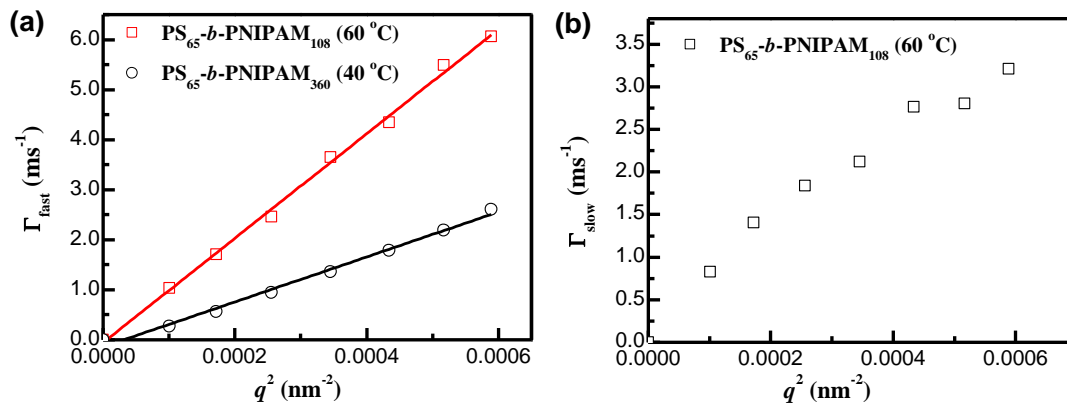 (a)
6.0
5.0
4.0
3.0
2.0
1.0
0.0
Γfast (ms-1)
PS65-b-PNIPAM108 (60 oC)
PS65-b-PNIPAM360 (40 oC)
0.0000 0.0002 0.0004 0.0006
q2 (nm-2)
(b)
3.5
3.0
2.5
2.0
1.5
1.0
0.5
0.0
Γslow (ms-1)
PS65-b-PNIPAM108 (60 oC)
0.0000 0.0002 0.0004 0.0006
q2 (nm-2)